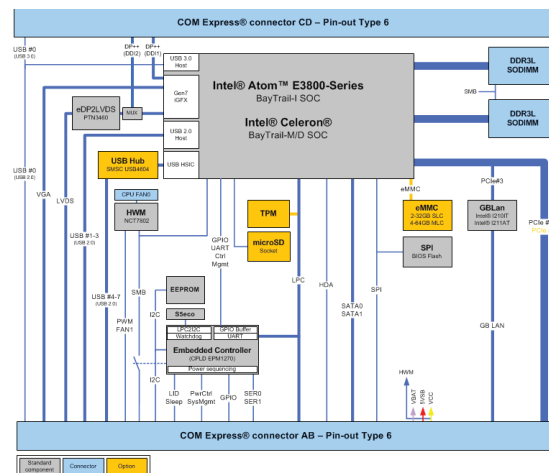 COM Express® connector CD – Pin-out Type 6
USB #0
(USB 3.0)
DP++
(DDI2)
DP++
(DDI1)
USB 3.0
Host
Gen7
iGFX
USB 2.0
Host
USB HSIC
Intel® Atom™ E3800-Series
BayTrail-I SOC
Intel® Celeron®
BayTrail-M/D SOC
DDR3L
SODIMM
SMB
DDR3L
SODIMM
eDP2LVDS
PTN3460
MUX
USB Hub
SMSC USB4604
USB #0
(USB 2.0)
VGA
LVDS
USB #1-3
(USB 2.0)
CPU FAN0
HWM
NCT7802
TPM
microSD
Socket
eMMC
eMMC
2-32GB SLC
4-64GB MLC
SPI
BIOS Flash
PCIe#3
GBLan
Intel® I210IT
Intel® I211AT
PCIe #
PCIe
GPIO
UART
Ctrl
Mgmt
LPC
HDA
SPI
SATA0
SATA1
USB #4-7
(USB 2.0)
SMB
I2C
EEPROM
SSeco
LPC2I2C
GPIO Buffer
Watchdog
UART
Embedded Controller
(CPLD EPM1270)
Power sequencing
PWM
FAN1
GB LAN
I2C
LID
Sleep
PwrCtrl
SysMgmt
GPIO
SER0
SER1
HWM
VBAT
5VSB
VCC
COM Express® connector AB – Pin-out Type 6
Standard
component
Connector
Option